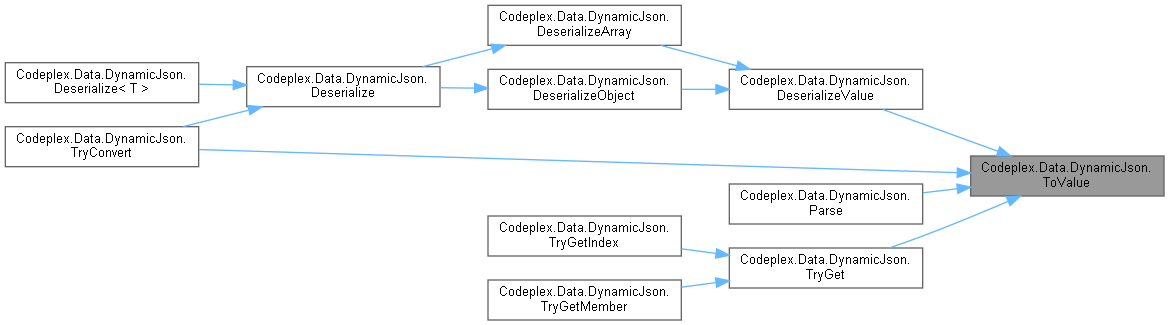 Codeplex.Data.DynamicJson.
DeserializeArray
Codeplex.Data.DynamicJson.
Deserialize< T >
Codeplex.Data.DynamicJson.
Deserialize
Codeplex.Data.DynamicJson.
DeserializeObject
Codeplex.Data.DynamicJson.
DeserializeValue
Codeplex.Data.DynamicJson.
TryConvert
Codeplex.Data.DynamicJson.
ToValue
Codeplex.Data.DynamicJson.
Parse
Codeplex.Data.DynamicJson.
TryGetIndex
Codeplex.Data.DynamicJson.
TryGet
Codeplex.Data.DynamicJson.
TryGetMember